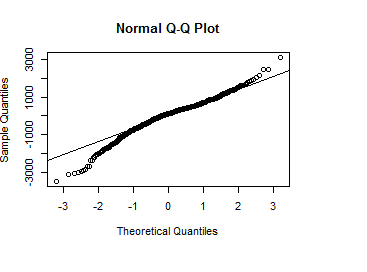 Normal Q-Q Plot
Sample Quantiles
3000
1000
-1000
-3000
-3 -2 -1 0 1 2 3
Theoretical Quantiles